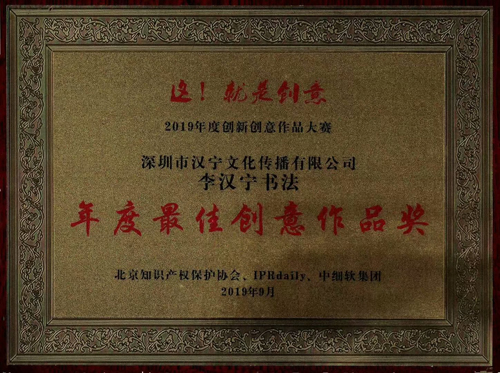 这！就是创意
2019年度创新创意作品大赛
深圳市汉宁文化传播有限公司
李汉宁书法
年度最佳创意作品奖
北京知识产权保护协会、IPRdaily、中细软集团
2019年9月